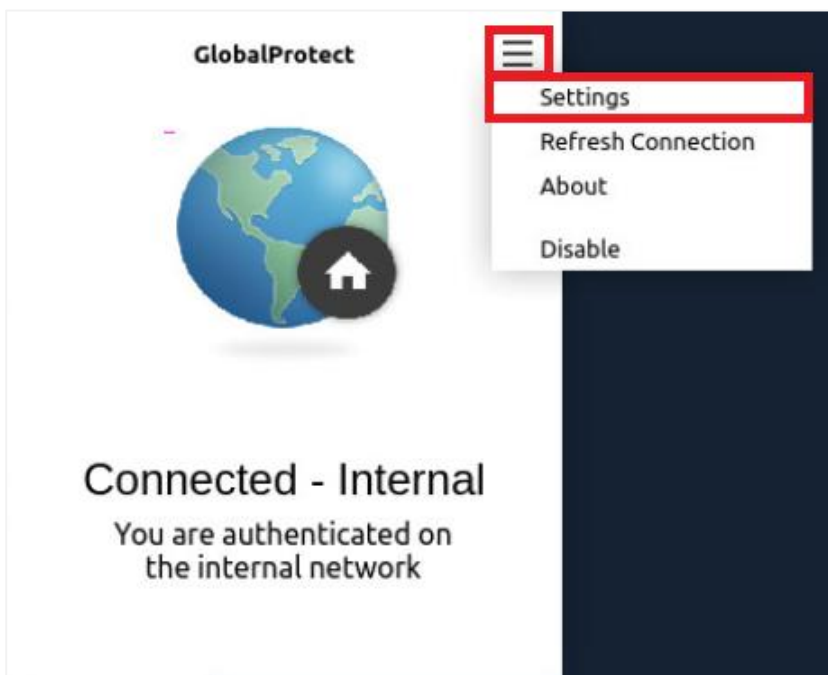 GlobalProtect
Settings
Refresh Connection
About
Disable
Connected - Internal
You are authenticated on
the internal network